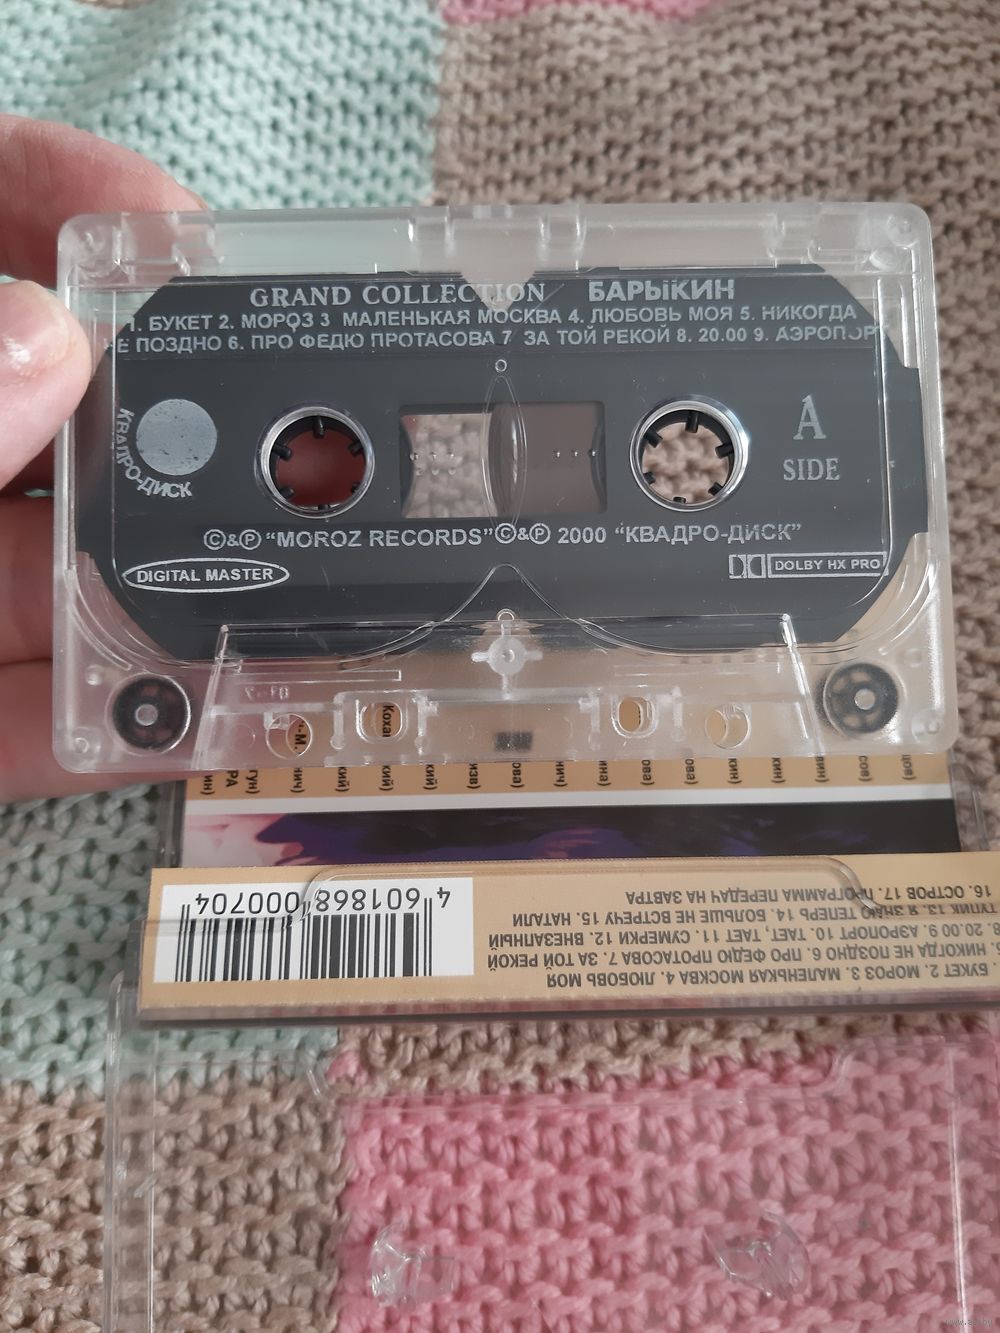 GRAND COLLECTION БАРЫКИН
1. БУКЕТ 2. МОРОЗ 3 МАЛЕНЬКАЯ МОСКВА 4. ЛЮБОВЬ МОЯ 5. НИКОГДА
НЕ ПОЗДНО 6. ПРО ФЕДЮ ПРОТАСОВА 7 ЗА ТОЙ РЕКОЙ 8. 20.00 9. АЭРОПОРТ
КВАДРО-ДИСК
A
SIDE
©&℗ "MOROZ RECORDS" ©&℗ 2000 "КВАДРО-ДИСК"
DIGITAL MASTER
DOLBY HX PRO
БУКЕТ 2. МОРОЗ 3. МАЛЕНЬКАЯ МОСКВА 4. ЛЮБОВЬ МОЯ
НИКОГДА НЕ ПОЗДНО 6. ПРО ФЕДЮ ПРОТАСОВА 7. ЗА ТОЙ РЕКОЙ
8. 20.00 9. АЭРОПОРТ 10. ТАЕТ, ТАЕТ 11. СУМЕРКИ 12. ВНЕЗАПНЫЙ
ТУПИК 13. Я ЗНАЮ ТЕПЕРЬ 14. БОЛЬШЕ НЕ ВСТРЕЧУ 15. НАТАЛИ
16. ОСТРОВ 17. ПРОГРАММА ПЕРЕДАЧ НА ЗАВТРА
4 601868 000704